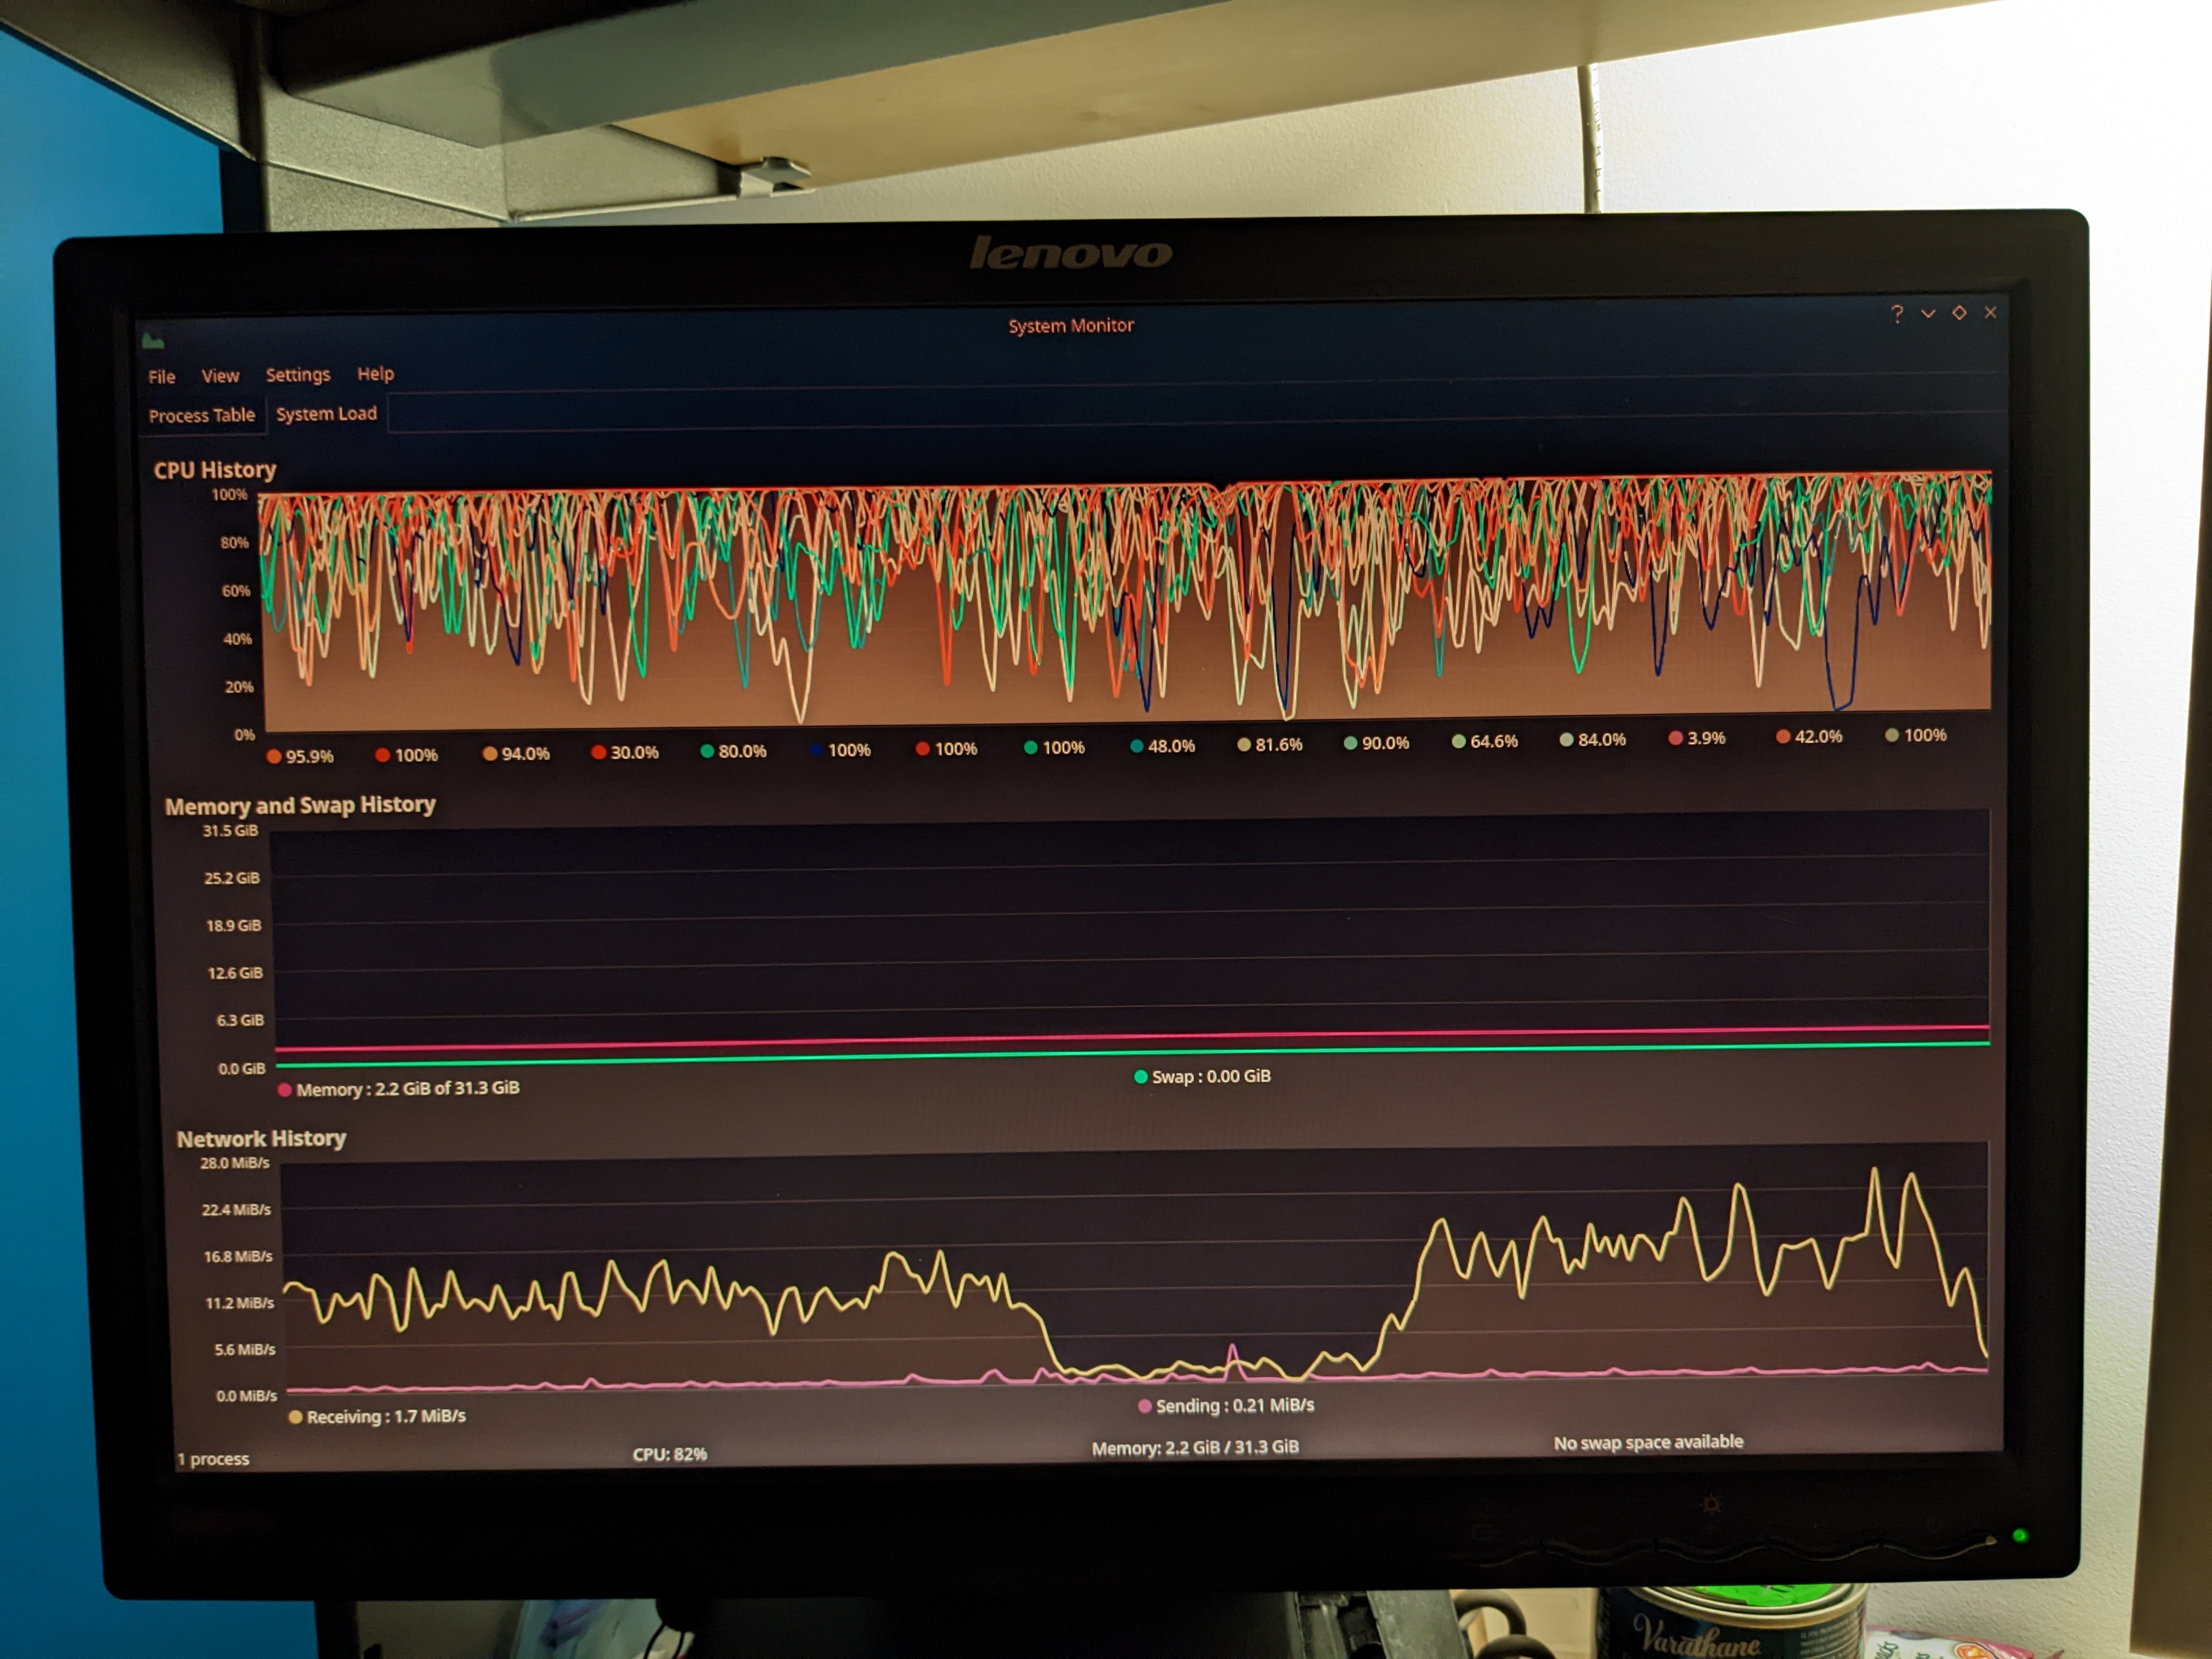 lenovo
System Monitor
File View Settings Help
Process Table System Load
CPU History
100%
80%
60%
40%
20%
0%
95.9% 100% 94.0% 30.0% 80.0% 100% 100% 100% 48.0% 81.6% 90.0% 64.6% 84.0% 3.9% 42.0% 100%
Memory and Swap History
31.5 GiB
25.2 GiB
18.9 GiB
12.6 GiB
6.3 GiB
0.0 GiB
Memory : 2.2 GiB of 31.3 GiB Swap : 0.00 GiB
Network History
28.0 MiB/s
22.4 MiB/s
16.8 MiB/s
11.2 MiB/s
5.6 MiB/s
0.0 MiB/s
Receiving : 1.7 MiB/s Sending : 0.21 MiB/s
1 process CPU: 82% Memory: 2.2 GiB / 31.3 GiB No swap space available
Varathane